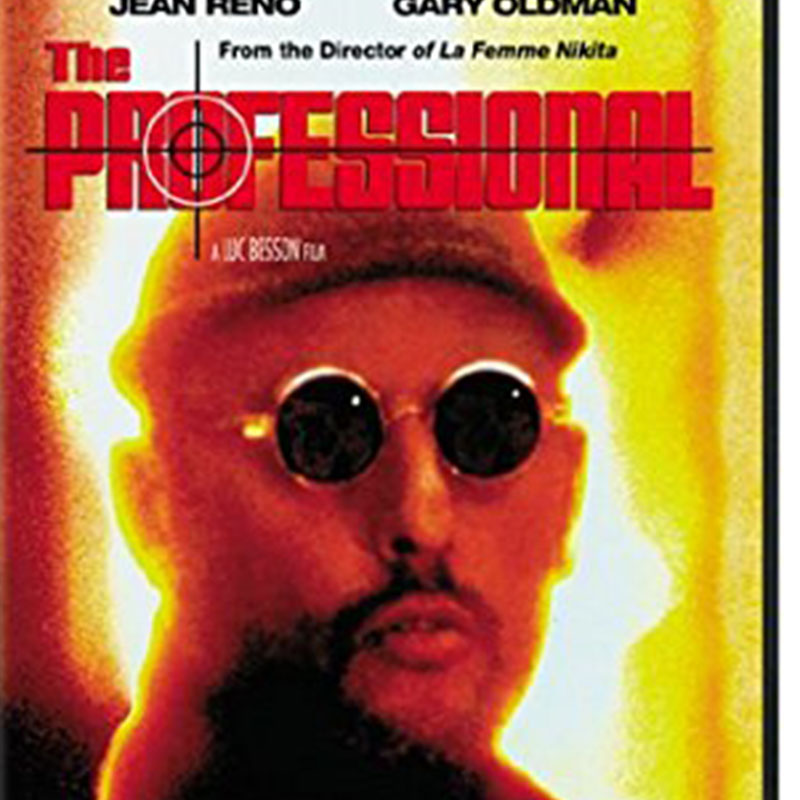 JEAN RENO GARY OLDMAN
From the Director of La Femme Nikita
The
PROFESSIONAL
A LUC BESSON FILM